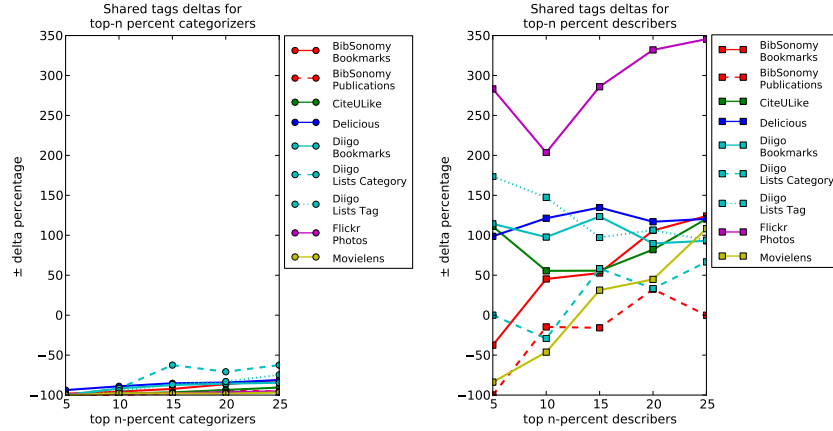 Shared tags deltas for
top-n percent categorizers
350
300
250
200
150
100
50
0
−50
−100
± delta percentage
5
10
15
20
25
top n-percent categorizers
BibSonomy
Bookmarks
BibSonomy
Publications
CiteULike
Delicious
Diigo
Bookmarks
Diigo
Lists Category
Diigo
Lists Tag
Flickr
Photos
Movielens
Shared tags deltas for
top-n percent describers
350
300
250
200
150
100
50
0
−50
−100
± delta percentage
5
10
15
20
25
top n-percent describers
BibSonomy
Bookmarks
BibSonomy
Publications
CiteULike
Delicious
Diigo
Bookmarks
Diigo
Lists Category
Diigo
Lists Tag
Flickr
Photos
Movielens